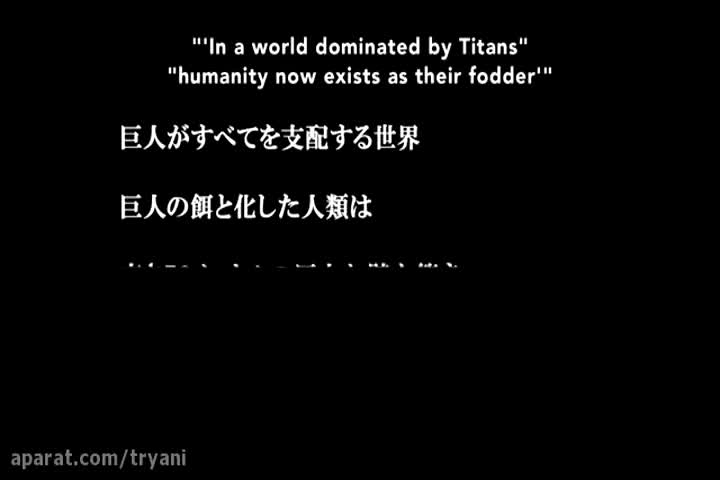 "'In a world dominated by Titans"
"humanity now exists as their fodder'"
巨人がすべてを支配する世界
巨人の餌と化した人類は
aparat.com/tryani